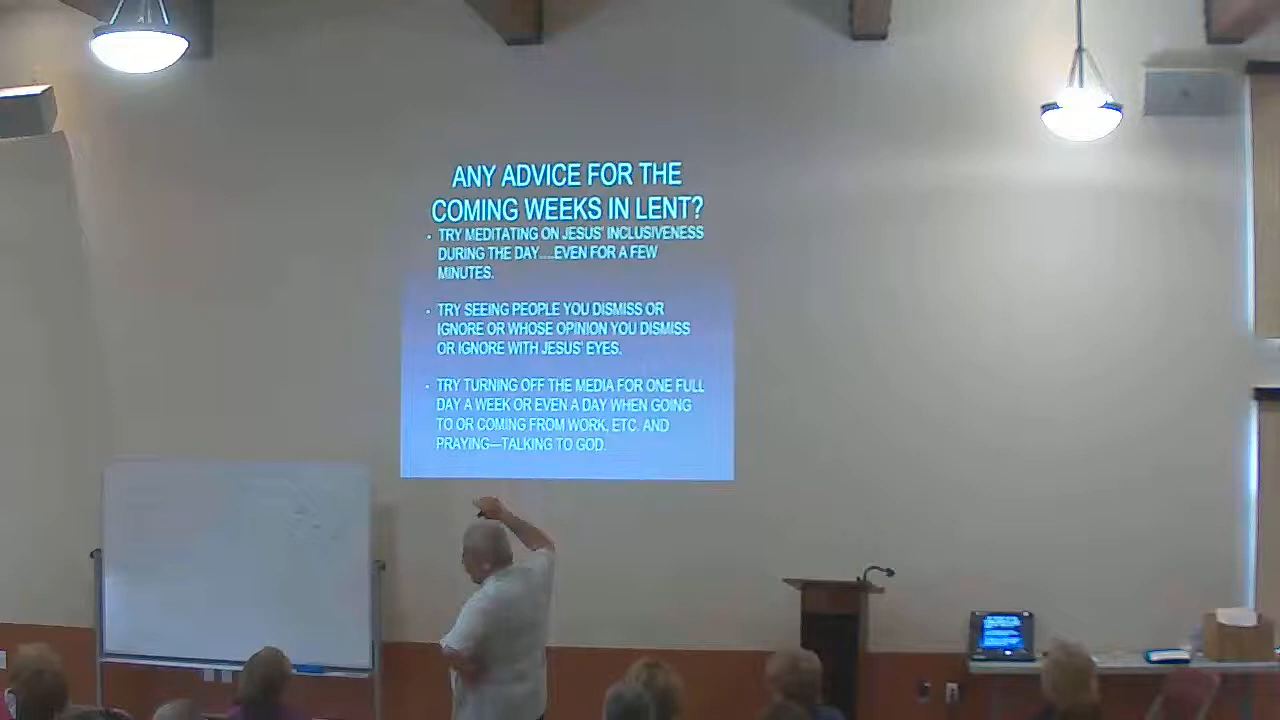 ANY ADVICE FOR THE
COMING WEEKS IN LENT?
• TRY MEDITATING ON JESUS' INCLUSIVENESS
DURING THE DAY....EVEN FOR A FEW
MINUTES.
• TRY SEEING PEOPLE YOU DISMISS OR
IGNORE OR WHOSE OPINION YOU DISMISS
OR IGNORE WITH JESUS' EYES.
• TRY TURNING OFF THE MEDIA FOR ONE FULL
DAY A WEEK OR EVEN A DAY WHEN GOING
TO OR COMING FROM WORK, ETC. AND
PRAYING—TALKING TO GOD.